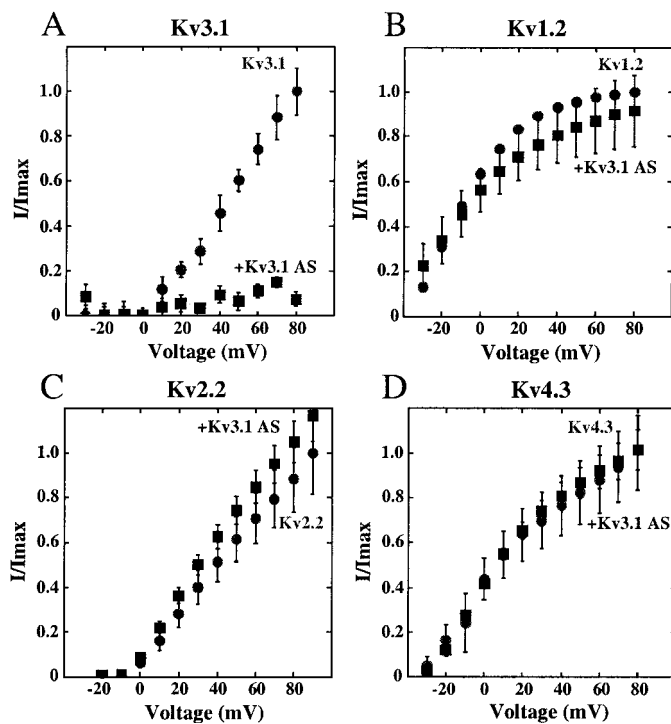 A
Kv3.1
Kv3.1
I/Imax
1.0
0.8
0.6
0.4
0.2
0
+Kv3.1 AS
-20 0 20 40 60 80
Voltage (mV)
B
Kv1.2
Kv1.2
I/Imax
1.0
0.8
0.6
0.4
0.2
0
+Kv3.1 AS
-20 0 20 40 60 80
Voltage (mV)
C
Kv2.2
+Kv3.1 AS
I/Imax
1.0
0.8
0.6
0.4
0.2
0
Kv2.2
-20 0 20 40 60 80
Voltage (mV)
D
Kv4.3
Kv4.3
I/Imax
1.0
0.8
0.6
0.4
0.2
0
+Kv3.1 AS
-20 0 20 40 60 80
Voltage (mV)